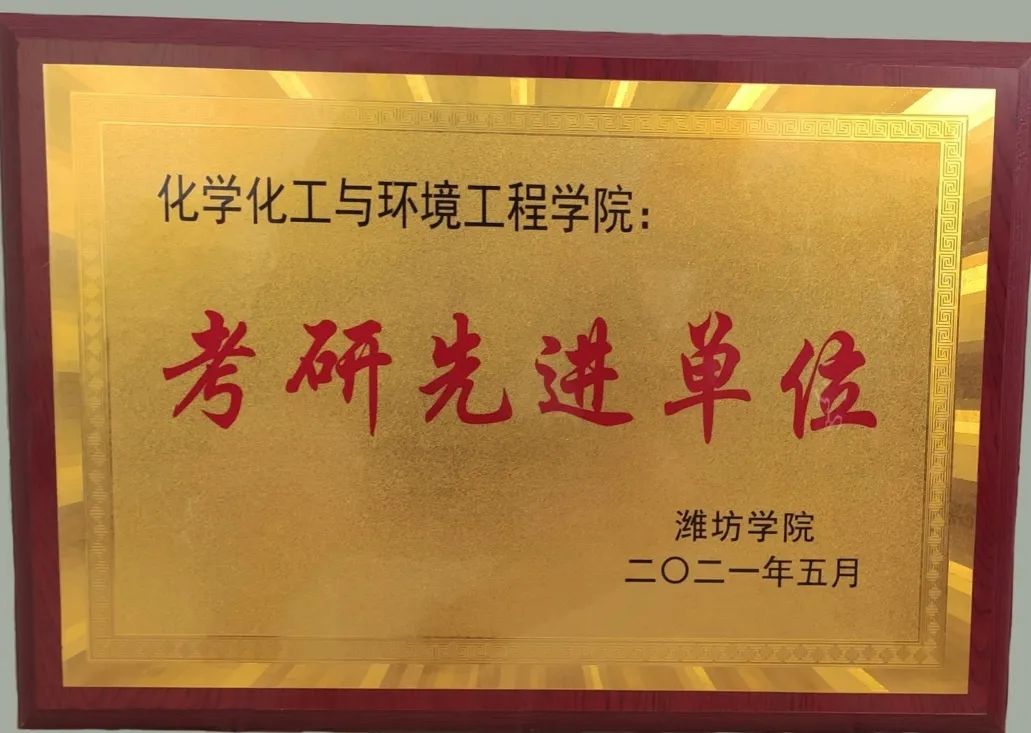 化学化工与环境工程学院：
考研先进单位
潍坊学院
二〇二一年五月